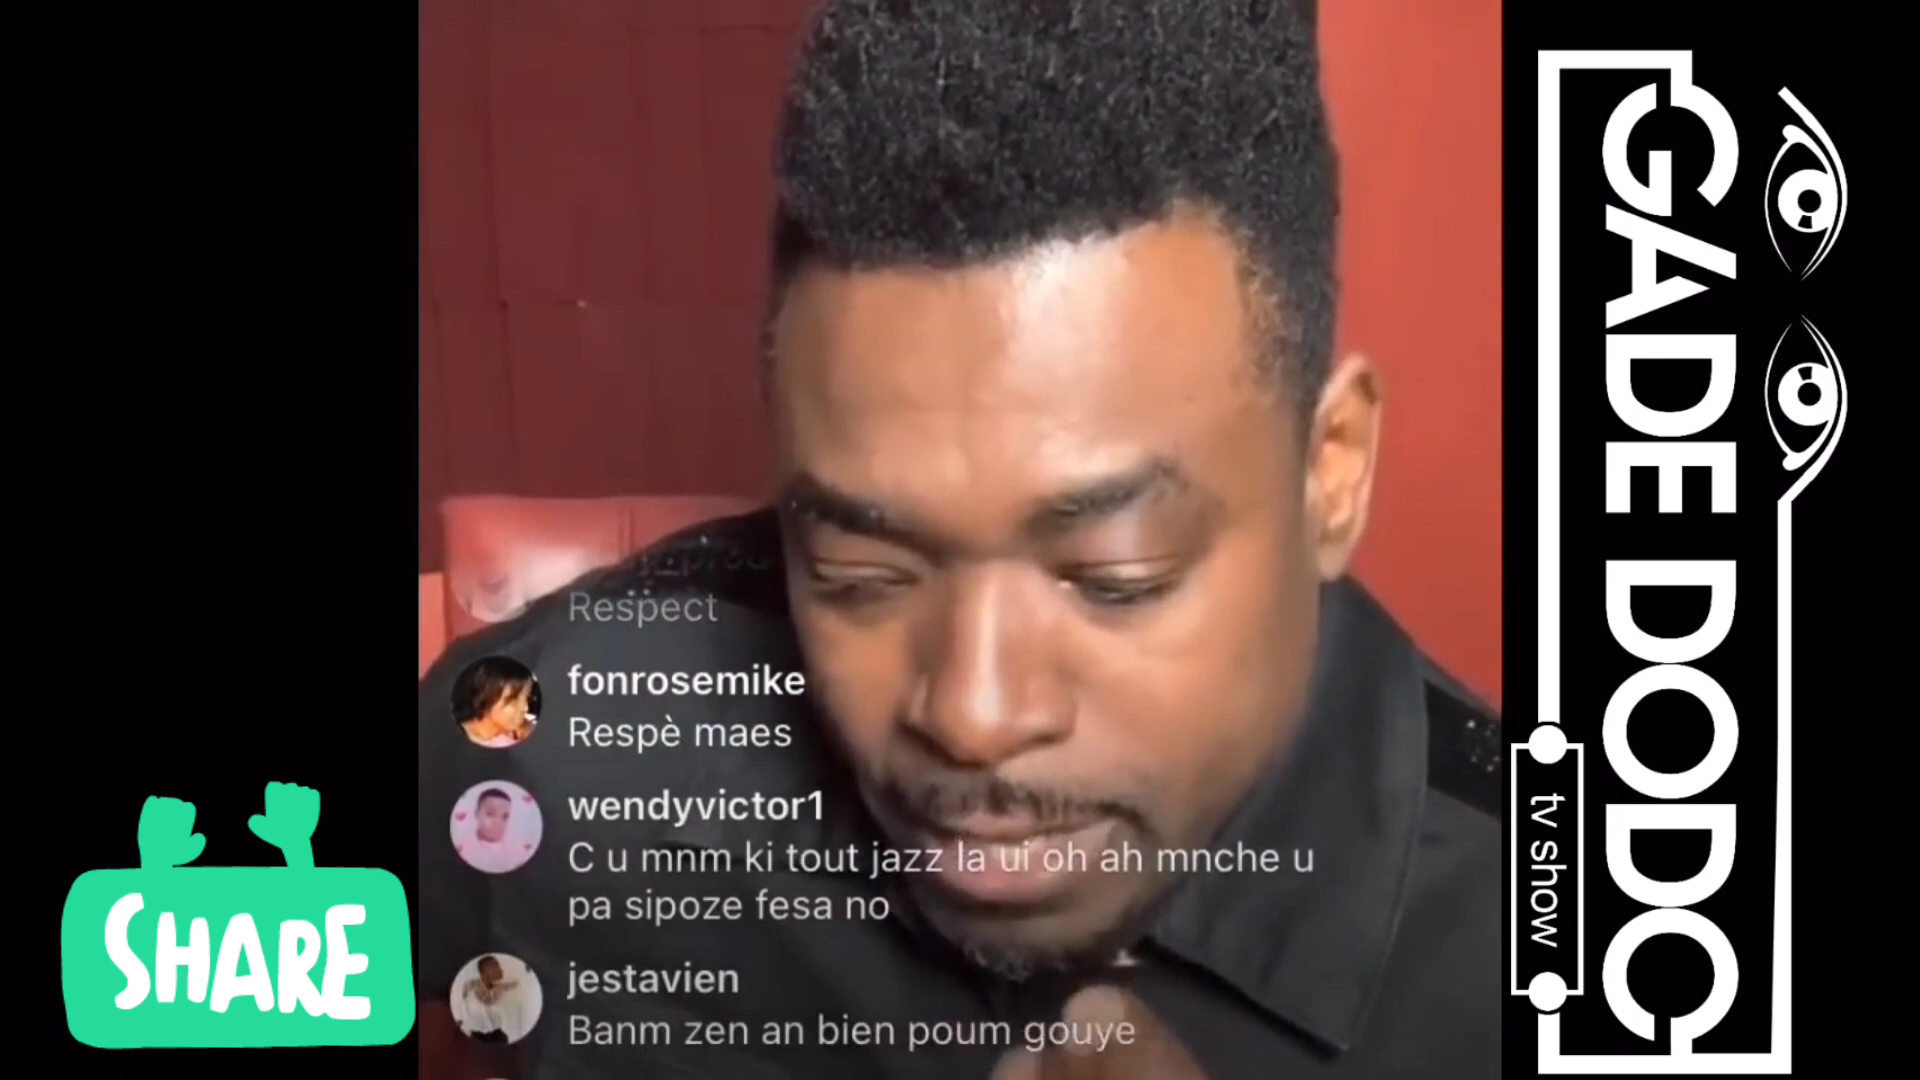 Respect
fonrosemike
Respè maes
wendyvictor1
C u mnm ki tout jazz la ui oh ah mnche u
pa sipoze fesa no
jestavien
Banm zen an bien poum gouye
SHARE
GADE DODC
tv show